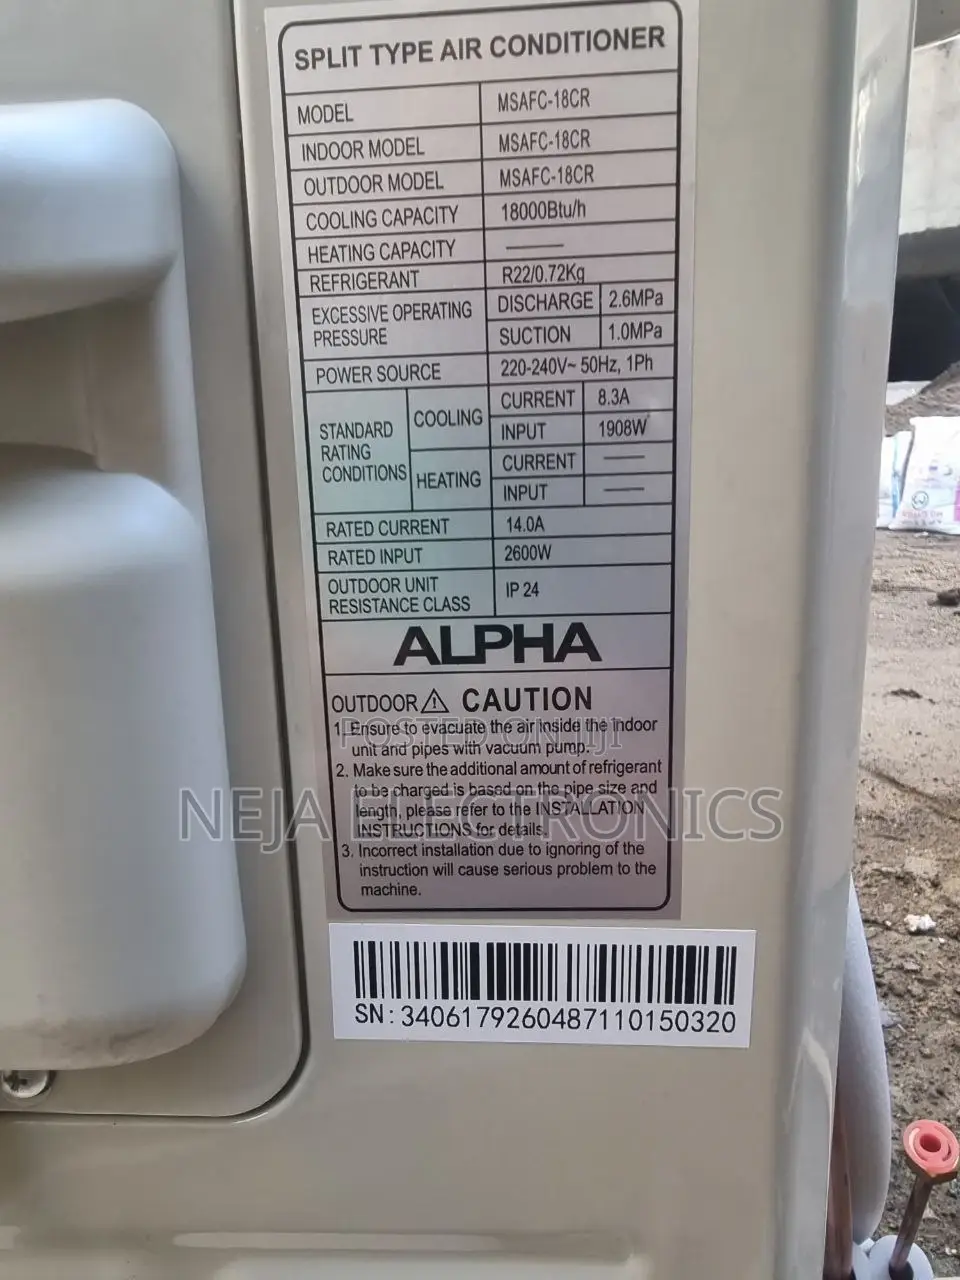 SPLIT TYPE AIR CONDITIONER
MODEL MSAFC-18CR
INDOOR MODEL MSAFC-18CR
OUTDOOR MODEL MSAFC-18CR
COOLING CAPACITY 18000Btu/h
HEATING CAPACITY ——
REFRIGERANT R22/0.72Kg
EXCESSIVE OPERATING PRESSURE DISCHARGE 2.6MPa
SUCTION 1.0MPa
POWER SOURCE 220-240V~ 50Hz, 1Ph
STANDARD RATING CONDITIONS COOLING CURRENT 8.3A
INPUT 1908W
HEATING CURRENT ——
INPUT ——
RATED CURRENT 14.0A
RATED INPUT 2600W
OUTDOOR UNIT RESISTANCE CLASS IP 24
ALPHA
OUTDOOR ⚠ CAUTION
1. Ensure to evacuate the air inside the indoor
unit and pipes with vacuum pump.
2. Make sure the additional amount of refrigerant
to be charged is based on the pipe size and
length, please refer to the INSTALLATION
INSTRUCTIONS for details.
3. Incorrect installation due to ignoring of the
instruction will cause serious problem to the
machine.
POSTED ON JIJI
NEJA ELECTRONICS
SN: 3406179260487110150320